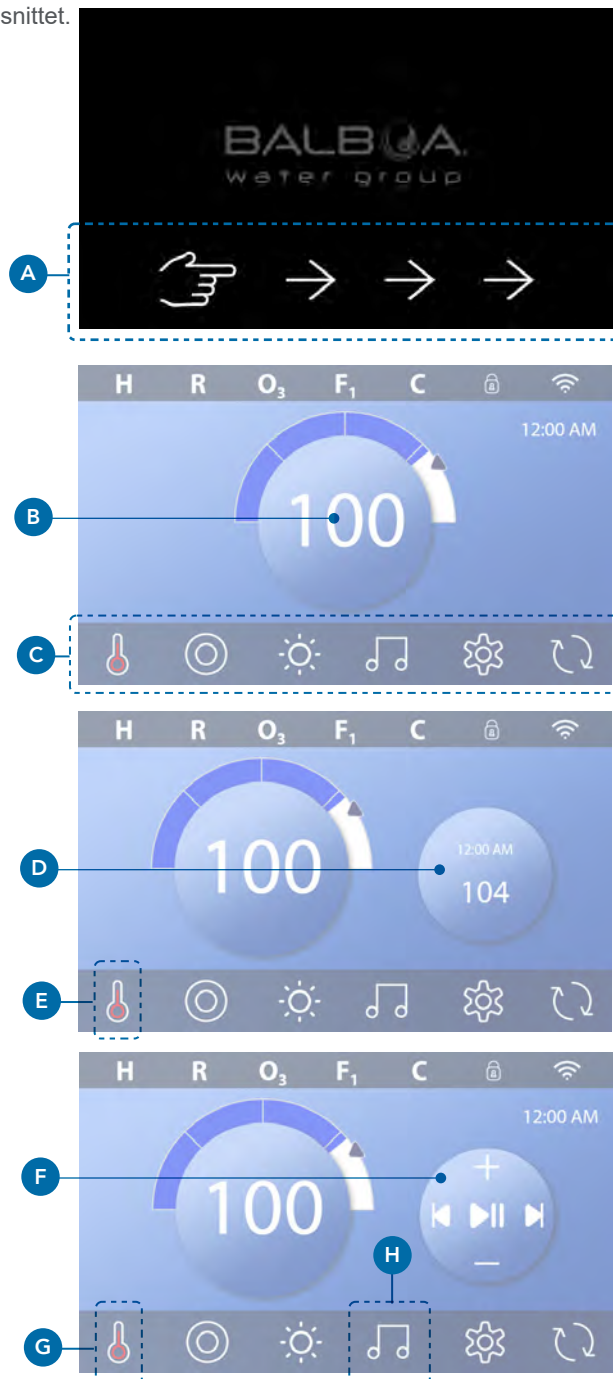 snittet.
BALBOA.
water group
A
H R O₃ F₁ C
12:00 AM
B
100
C
H R O₃ F₁ C
100
12:00 AM
104
D
E
H R O₃ F₁ C
12:00 AM
F
100
H
G